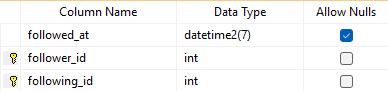 Column Name Data Type Allow Nulls
followed_at datetime2(7)
follower_id int
following_id int